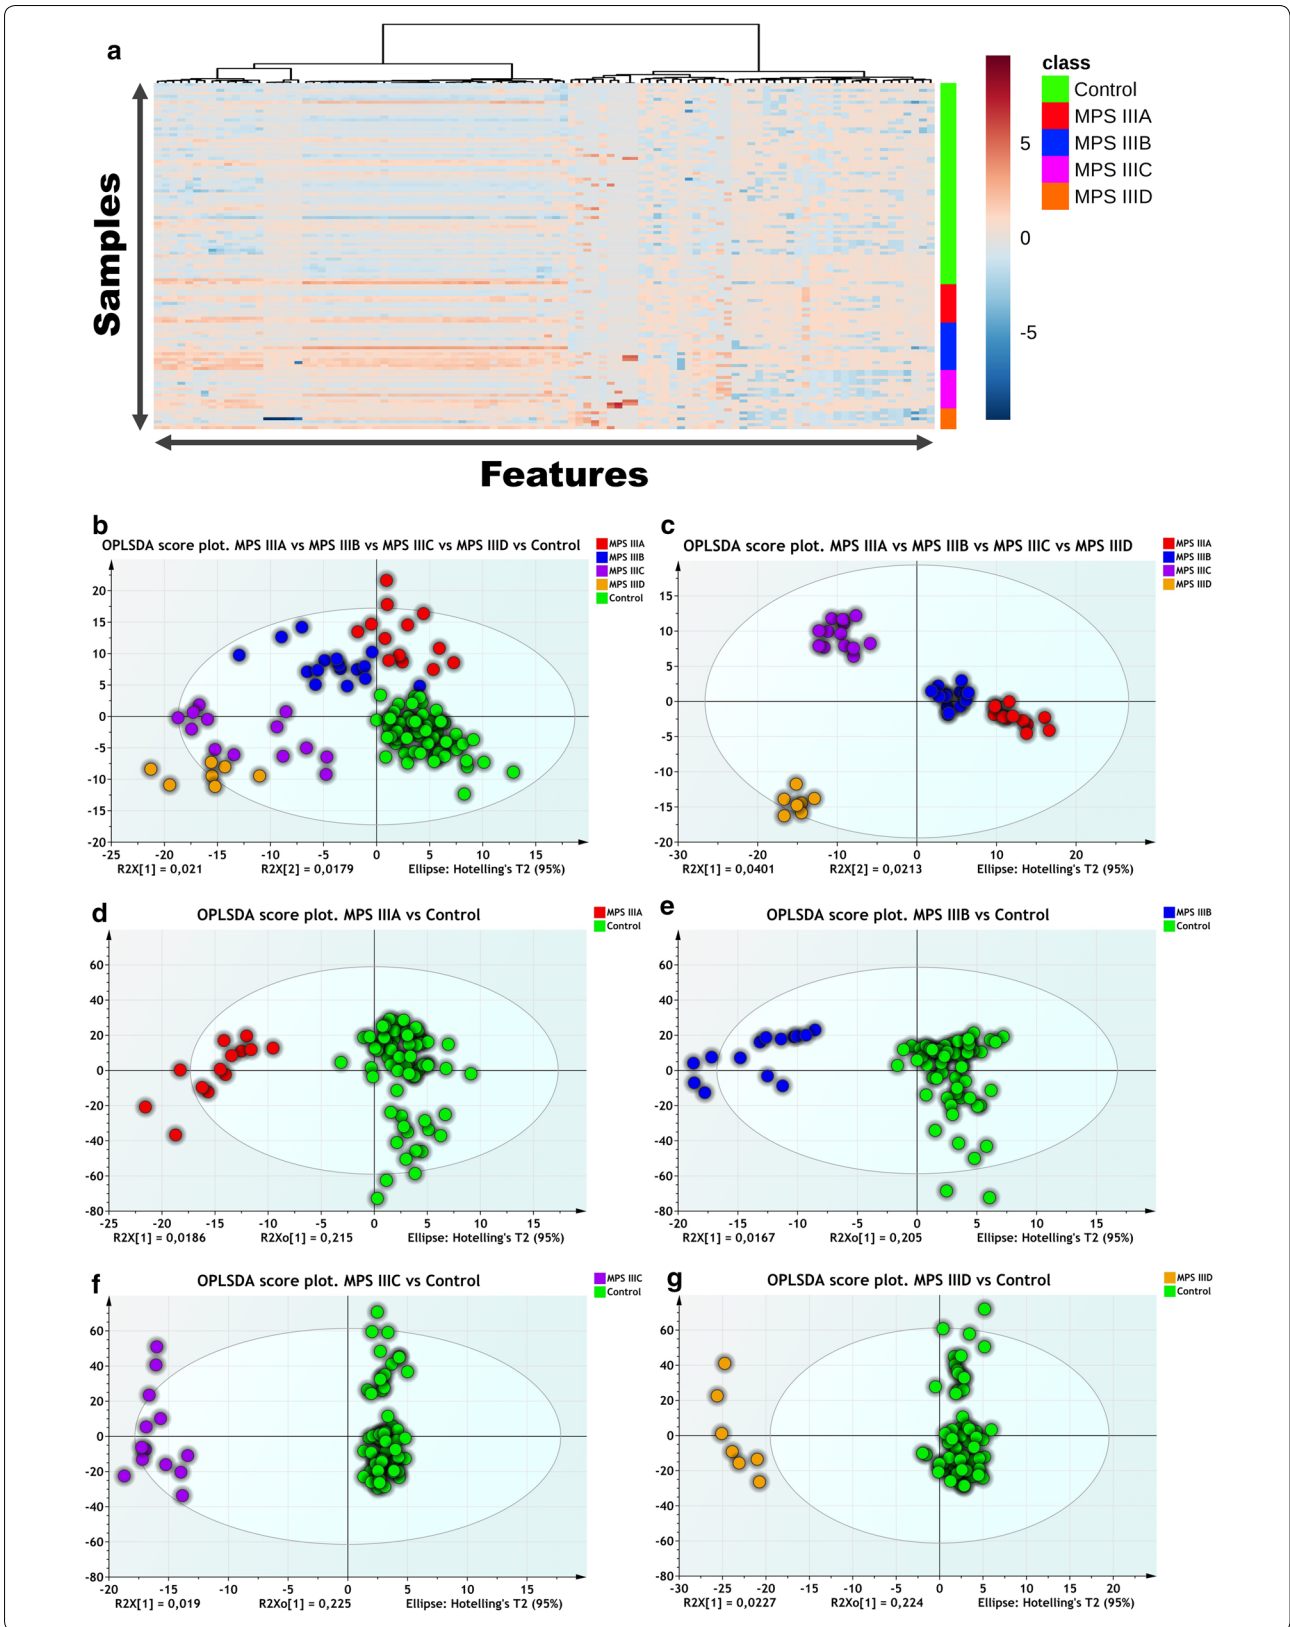 a
class
Control
MPS IIIA
MPS IIIB
MPS IIIC
MPS IIID
5
0
-5
Samples
Features
b
OPLSDA score plot. MPS IIIA vs MPS IIIB vs MPS IIIC vs MPS IIID vs Control
MPS IIIA
MPS IIIB
MPS IIIC
MPS IIID
Control
20
15
10
5
0
-5
-10
-15
-20
-25 -20 -15 -10 -5 0 5 10 15
R2X[1] = 0,021 R2X[2] = 0,0179 Ellipse: Hotelling's T2 (95%)
c
OPLSDA score plot. MPS IIIA vs MPS IIIB vs MPS IIIC vs MPS IIID
MPS IIIA
MPS IIIB
MPS IIIC
MPS IIID
15
10
5
0
-5
-10
-15
-20
-30 -20 -10 0 10 20
R2X[1] = 0,0401 R2X[2] = 0,0213 Ellipse: Hotelling's T2 (95%)
d
OPLSDA score plot. MPS IIIA vs Control
MPS IIIA
Control
60
40
20
0
-20
-40
-60
-80
-25 -20 -15 -10 -5 0 5 10 15
R2X[1] = 0,0186 R2Xo[1] = 0,215 Ellipse: Hotelling's T2 (95%)
e
OPLSDA score plot. MPS IIIB vs Control
MPS IIIB
Control
60
40
20
0
-20
-40
-60
-80
-20 -15 -10 -5 0 5 10 15
R2X[1] = 0,0167 R2Xo[1] = 0,205 Ellipse: Hotelling's T2 (95%)
f
OPLSDA score plot. MPS IIIC vs Control
MPS IIIC
Control
60
40
20
0
-20
-40
-60
-80
-20 -15 -10 -5 0 5 10 15
R2X[1] = 0,019 R2Xo[1] = 0,225 Ellipse: Hotelling's T2 (95%)
g
OPLSDA score plot. MPS IIID vs Control
MPS IIID
Control
60
40
20
0
-20
-40
-60
-80
-30 -25 -20 -15 -10 -5 0 5 10 15 20
R2X[1] = 0,0227 R2Xo[1] = 0,224 Ellipse: Hotelling's T2 (95%)